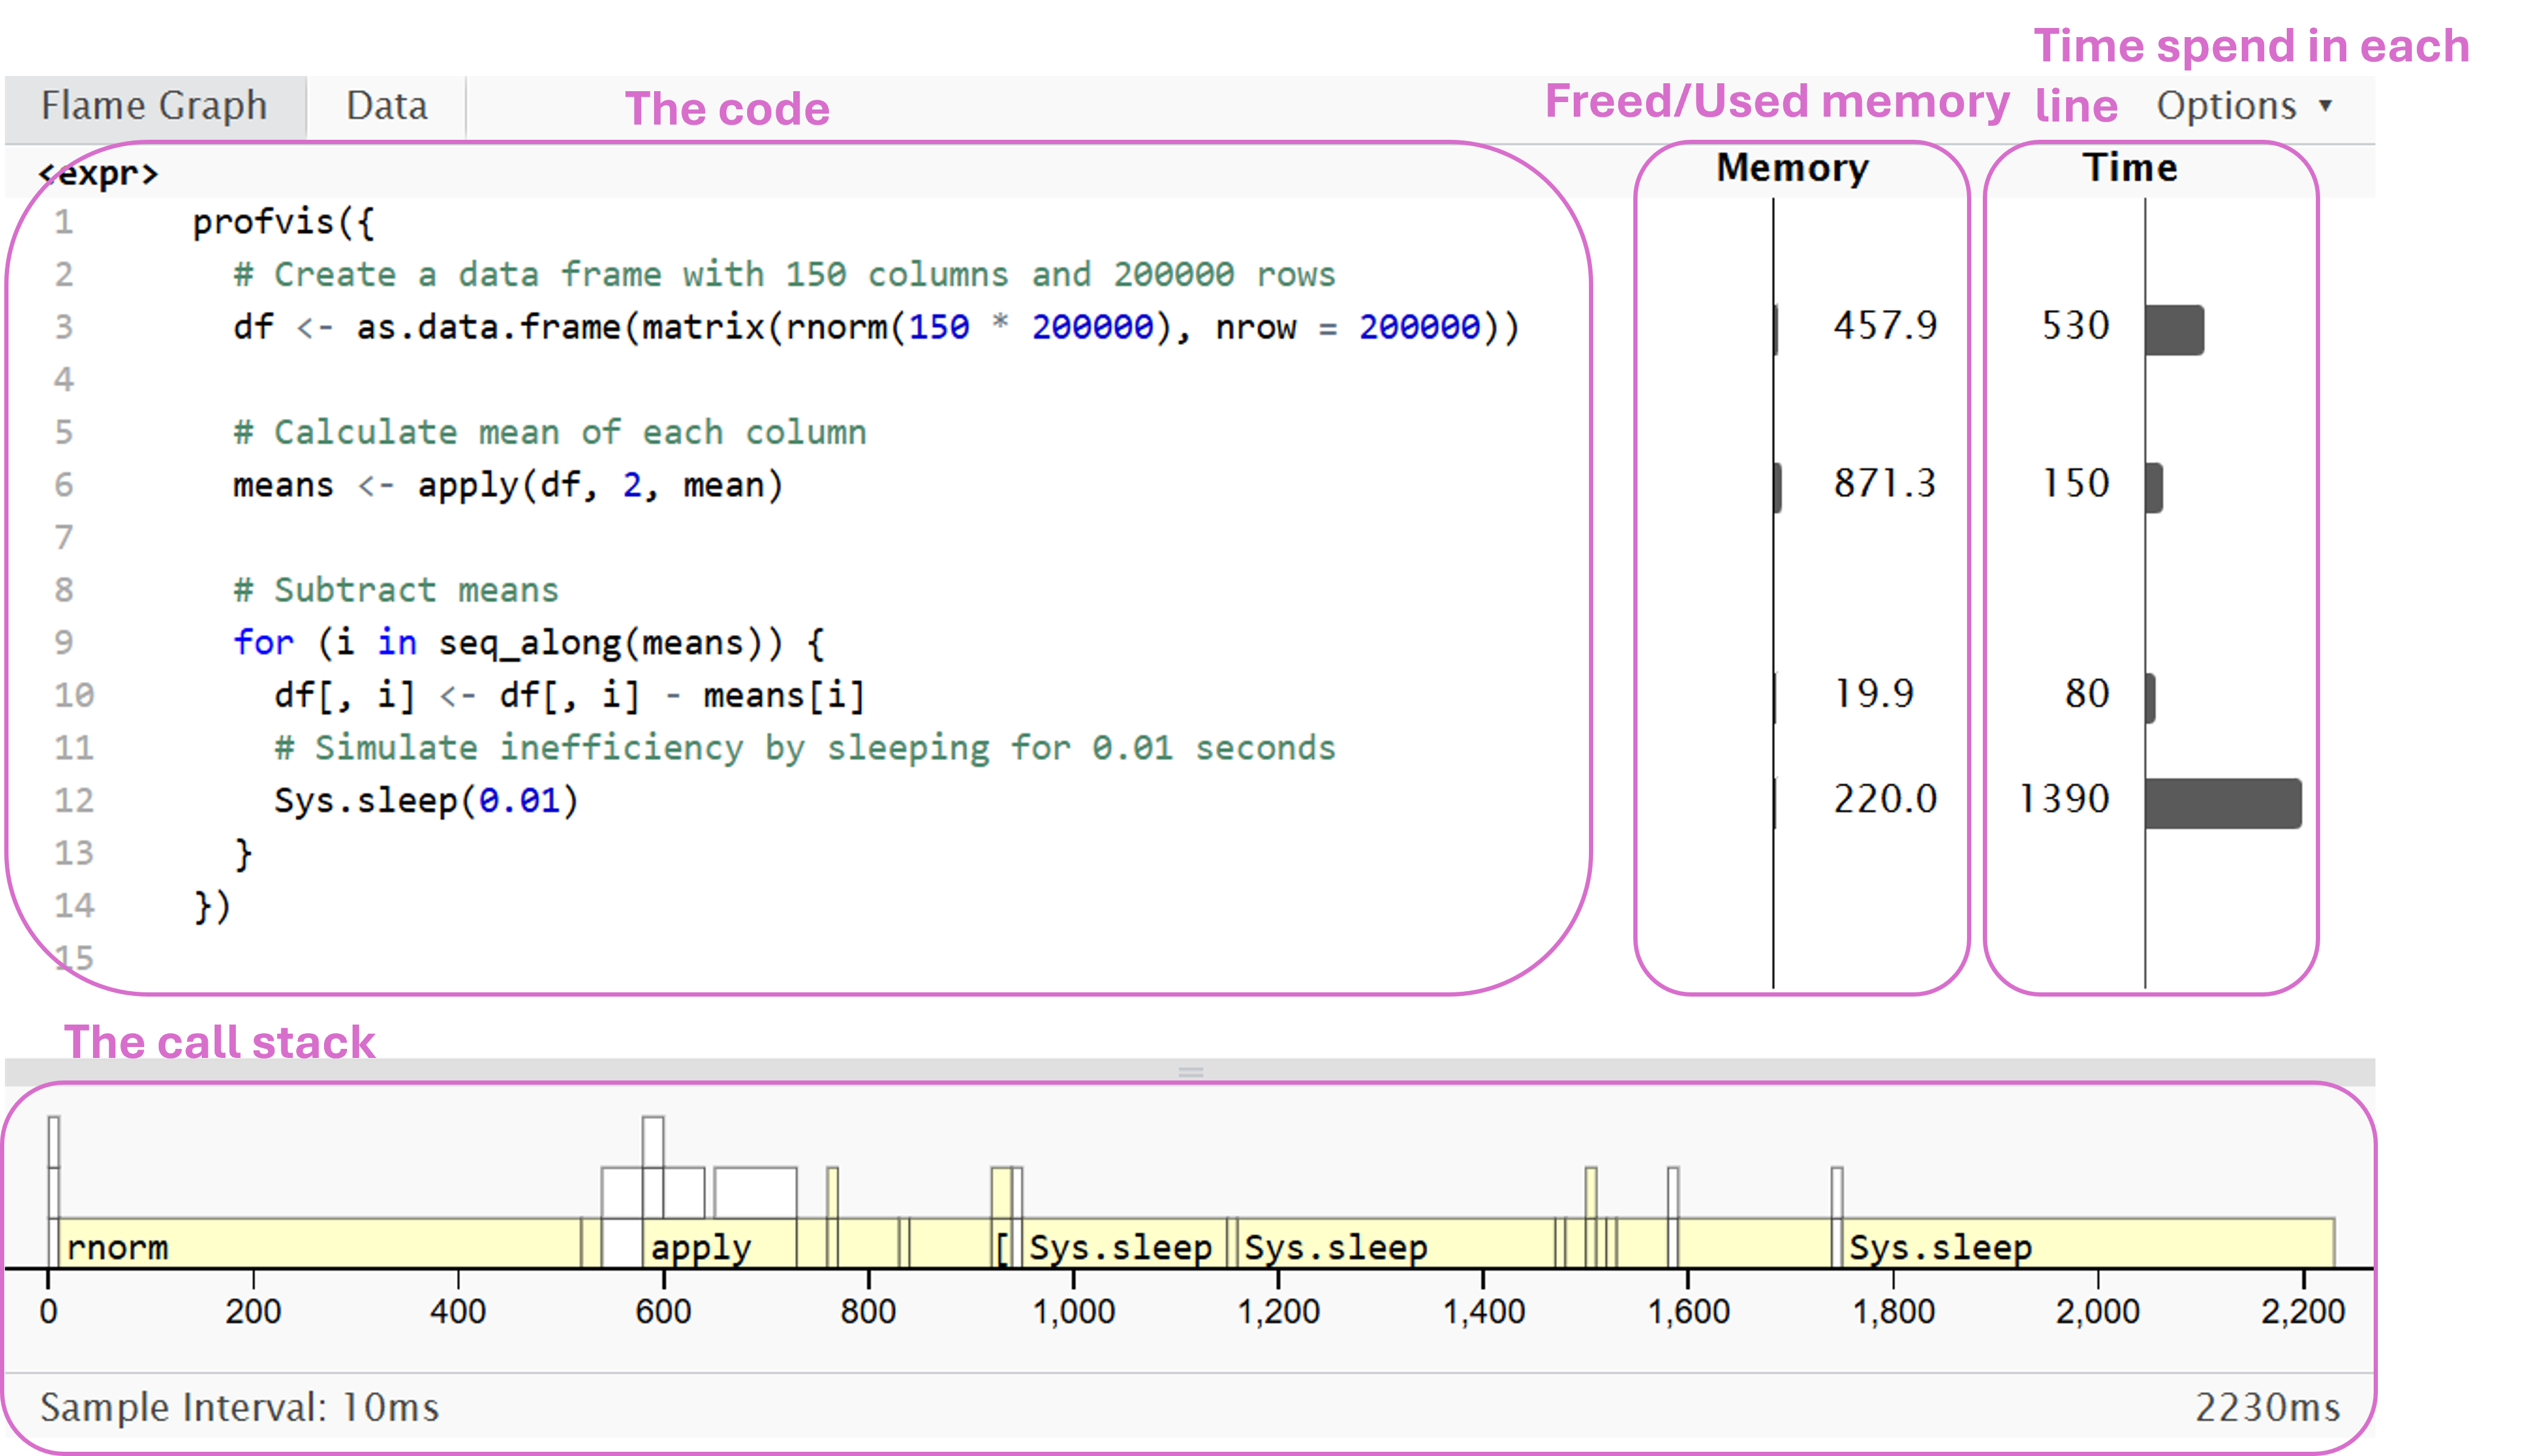 Time spend in each
line
Freed/Used memory
The code
Flame Graph Data Options ▼
<expr> Memory Time
1 profvis({
2 # Create a data frame with 150 columns and 200000 rows
3 df <- as.data.frame(matrix(rnorm(150 * 200000), nrow = 200000)) 457.9 530
4
5 # Calculate mean of each column
6 means <- apply(df, 2, mean) 871.3 150
7
8 # Subtract means
9 for (i in seq_along(means)) {
10 df[, i] <- df[, i] - means[i] 19.9 80
11 # Simulate inefficiency by sleeping for 0.01 seconds
12 Sys.sleep(0.01) 220.0 1390
13 }
14 })
15
The call stack
rnorm apply [ Sys.sleep Sys.sleep Sys.sleep
0 200 400 600 800 1,000 1,200 1,400 1,600 1,800 2,000 2,200
Sample Interval: 10ms 2230ms